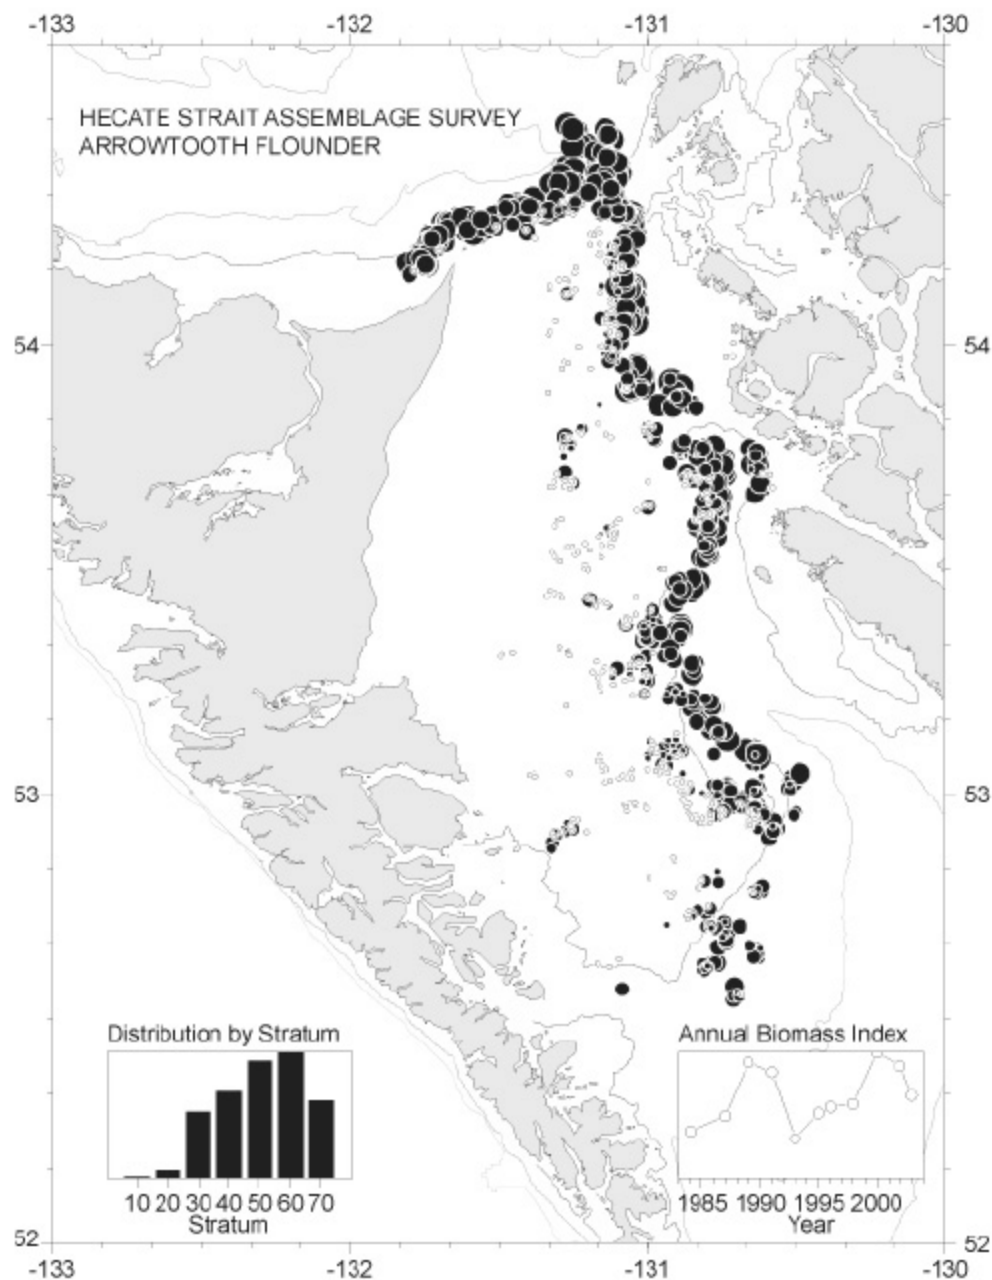 -133 -132 -131 -130
HECATE STRAIT ASSEMBLAGE SURVEY
ARROWTOOTH FLOUNDER
54 54
53 53
Distribution by Stratum
10 20 30 40 50 60 70
Stratum
Annual Biomass Index
1985 1990 1995 2000
Year
52 52
-133 -132 -131 -130